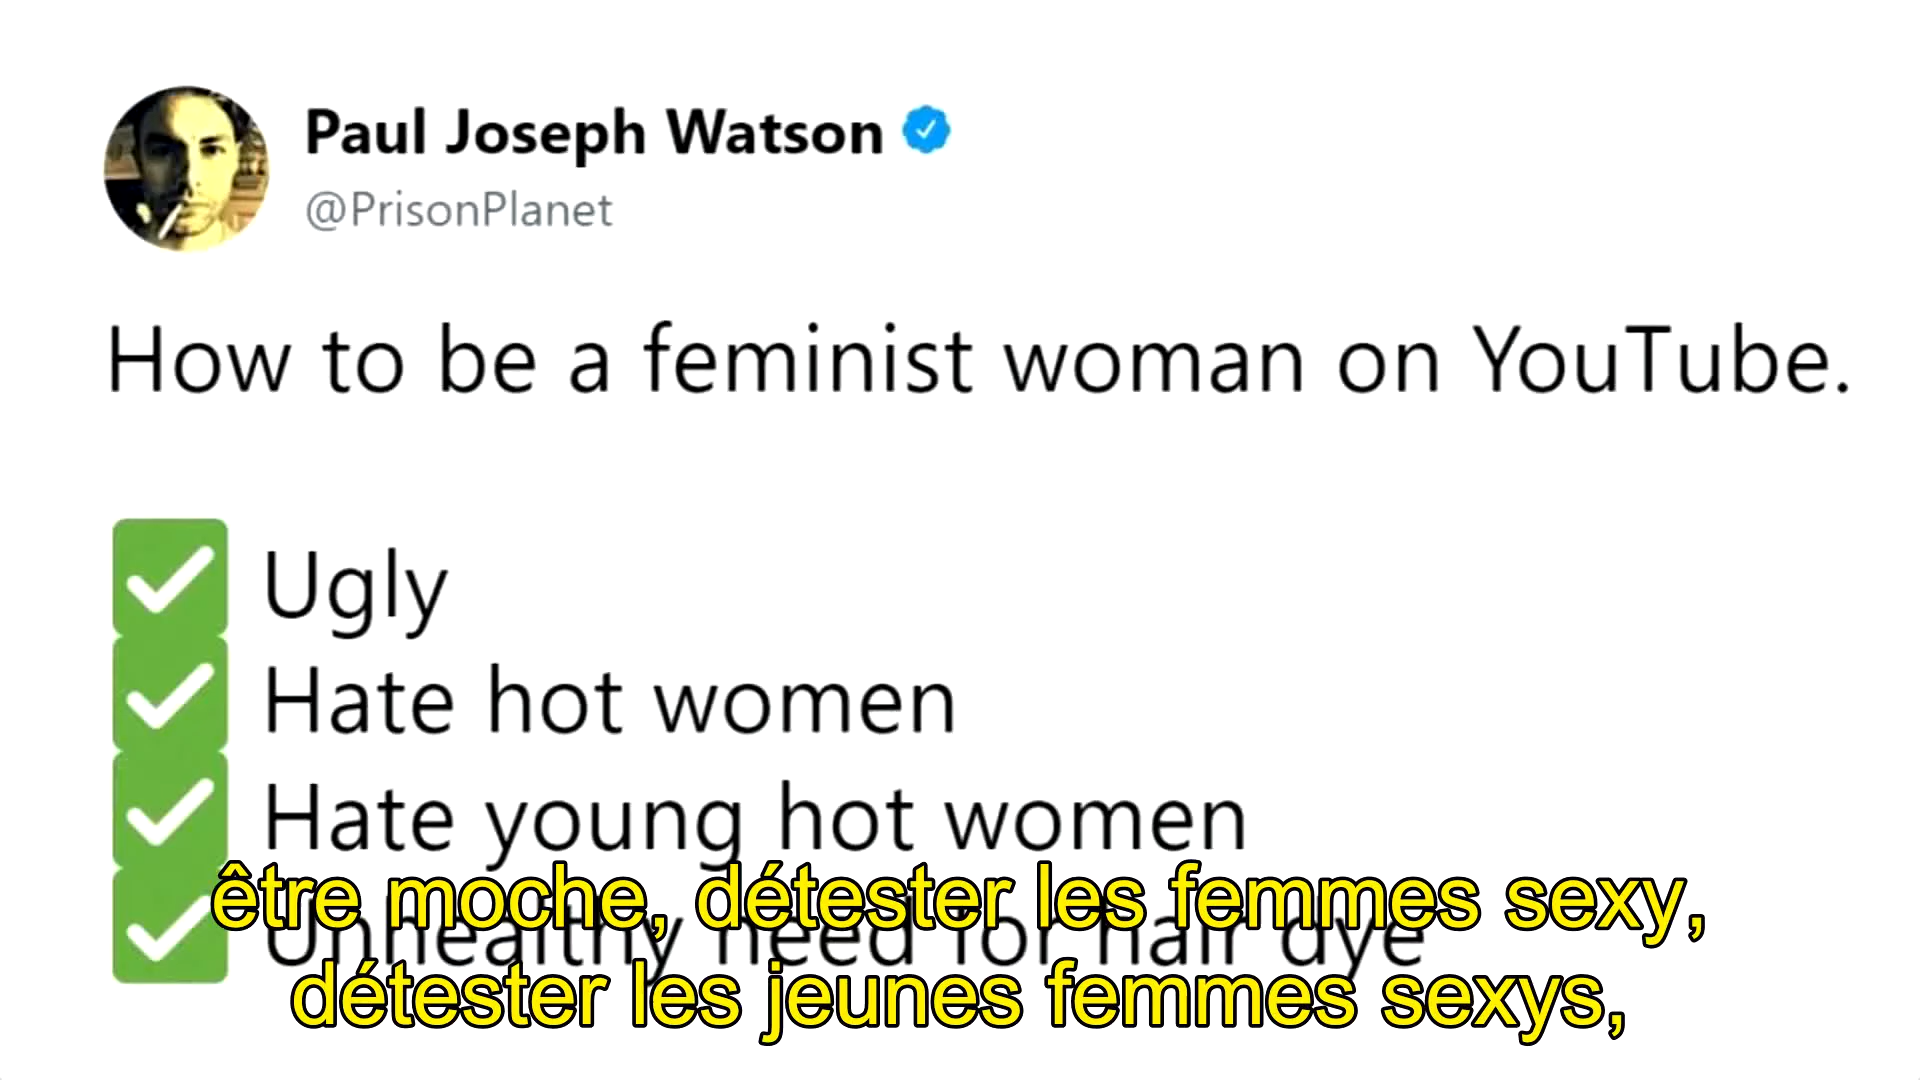 Paul Joseph Watson
@PrisonPlanet
How to be a feminist woman on YouTube.
Ugly
Hate hot women
Hate young hot women
Unhealthy need for hair dye
être moche, détester les femmes sexy,
détester les jeunes femmes sexys,